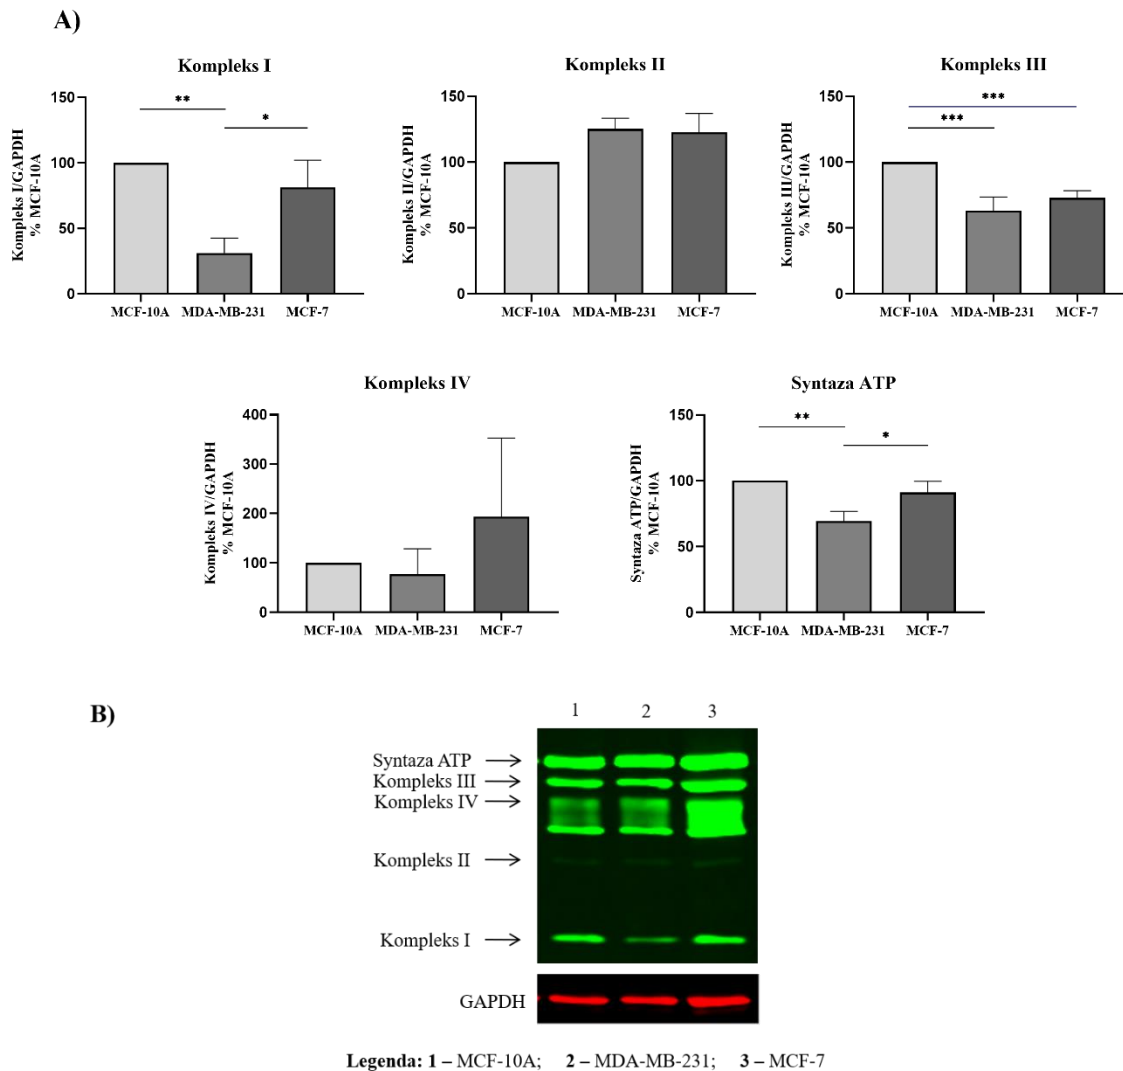 A)
Kompleks I
Kompleks I/GAPDH
% MCF-10A
150
100
50
0
**
*
MCF-10A MDA-MB-231 MCF-7
Kompleks II
Kompleks II/GAPDH
% MCF-10A
150
100
50
0
MCF-10A MDA-MB-231 MCF-7
Kompleks III
Kompleks III/GAPDH
% MCF-10A
150
100
50
0
***
***
MCF-10A MDA-MB-231 MCF-7
Kompleks IV
Kompleks IV/GAPDH
% MCF-10A
400
300
200
100
0
MCF-10A MDA-MB-231 MCF-7
Syntaza ATP
Syntaza ATP/GAPDH
% MCF-10A
150
100
50
0
**
*
MCF-10A MDA-MB-231 MCF-7
B)
1 2 3
Syntaza ATP
Kompleks III
Kompleks IV
Kompleks II
Kompleks I
GAPDH
Legenda: 1 – MCF-10A; 2 – MDA-MB-231; 3 – MCF-7